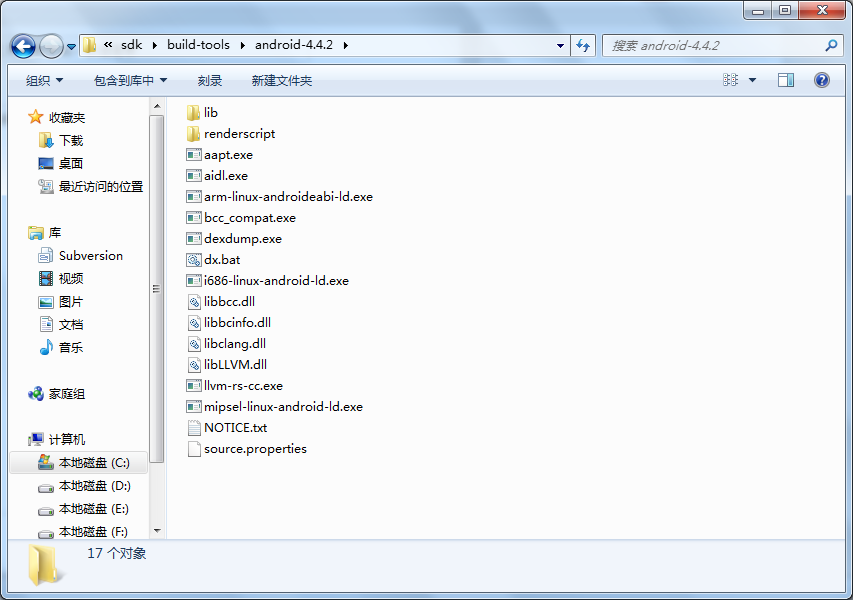 « sdk ▸ build-tools ▸ android-4.4.2 ▸
搜索 android-4.4.2
组织 包含到库中 刻录 新建文件夹
收藏夹
下载
桌面
最近访问的位置
库
Subversion
视频
图片
文档
音乐
家庭组
计算机
本地磁盘 (C:)
本地磁盘 (D:)
本地磁盘 (E:)
本地磁盘 (F:)
lib
renderscript
aapt.exe
aidl.exe
arm-linux-androideabi-ld.exe
bcc_compat.exe
dexdump.exe
dx.bat
i686-linux-android-ld.exe
libbcc.dll
libbcinfo.dll
libclang.dll
libLLVM.dll
llvm-rs-cc.exe
mipsel-linux-android-ld.exe
NOTICE.txt
source.properties
17 个对象